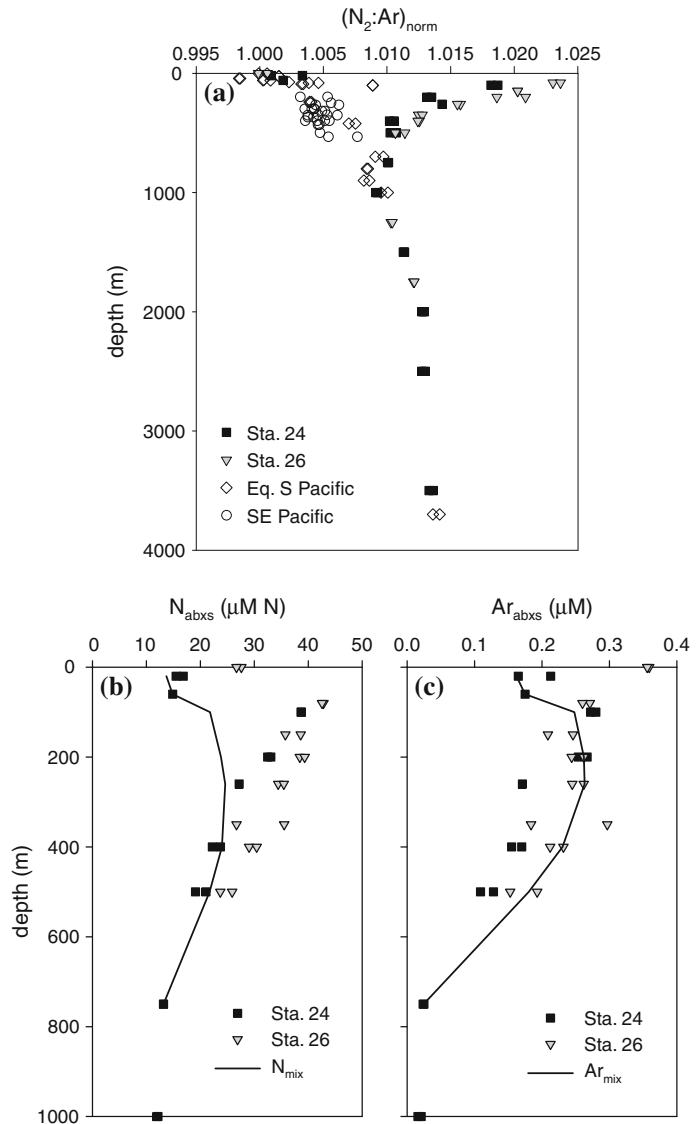 (N2:Ar)norm
0.995 1.000 1.005 1.010 1.015 1.020 1.025
(a)
0
1000
2000
3000
4000
depth (m)
Sta. 24
Sta. 26
Eq. S Pacific
SE Pacific
Nabxs (μM N)
0 10 20 30 40 50
(b)
0
200
400
600
800
1000
depth (m)
Sta. 24
Sta. 26
Nmix
Arabxs (μM)
0.0 0.1 0.2 0.3 0.4
(c)
Sta. 24
Sta. 26
Armix